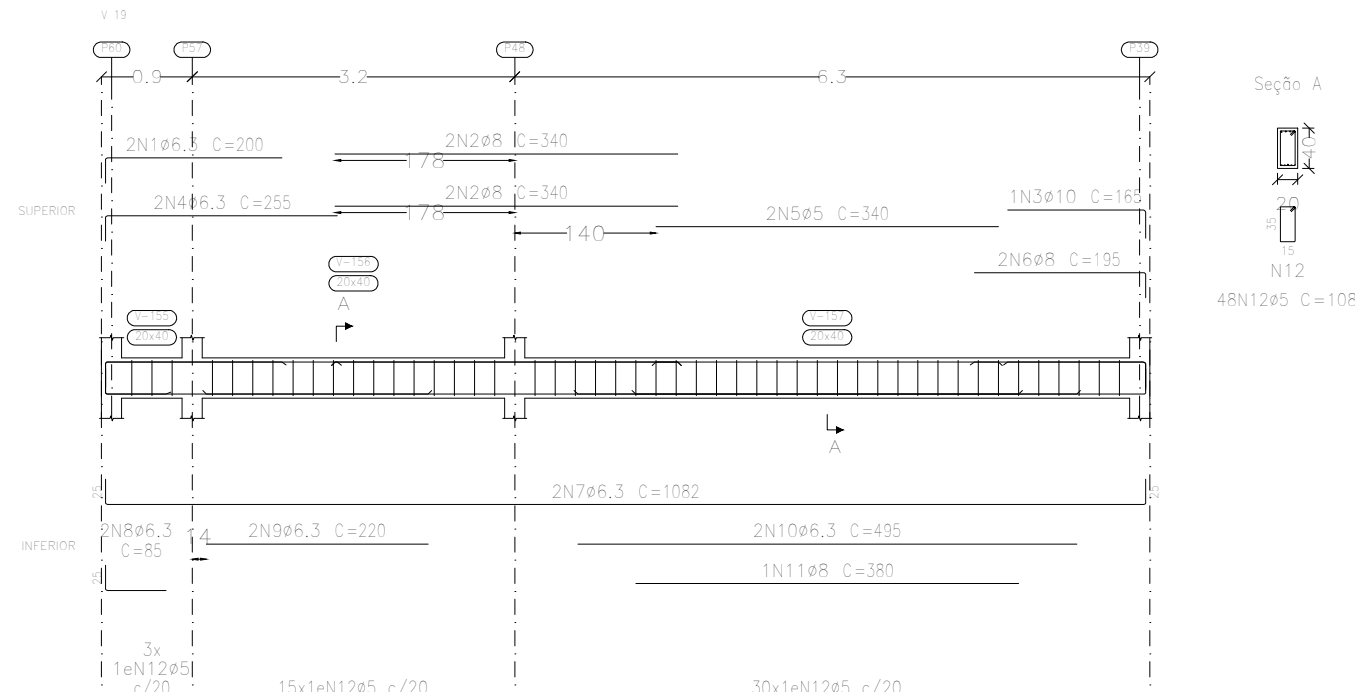 V 19
P60 P57 P48 P39
0.9 3.2 6.3
Seção A
2N1ø6.3 C=200
2N2ø8 C=340
178
40
20
2N4ø6.3 C=255
2N2ø8 C=340
178
1N3ø10 C=165
SUPERIOR
2N5ø5 C=340
140
35
15
2N6ø8 C=195
N12
48N12ø5 C=108
V-156
20x40
A
V-155
20x40
V-157
20x40
A
25
2N7ø6.3 C=1082
25
INFERIOR
2N8ø6.3
C=85
14
2N9ø6.3 C=220
2N10ø6.3 C=495
25
1N11ø8 C=380
3x
1eN12ø5
c/20
15x1eN12ø5 c/20
30x1eN12ø5 c/20